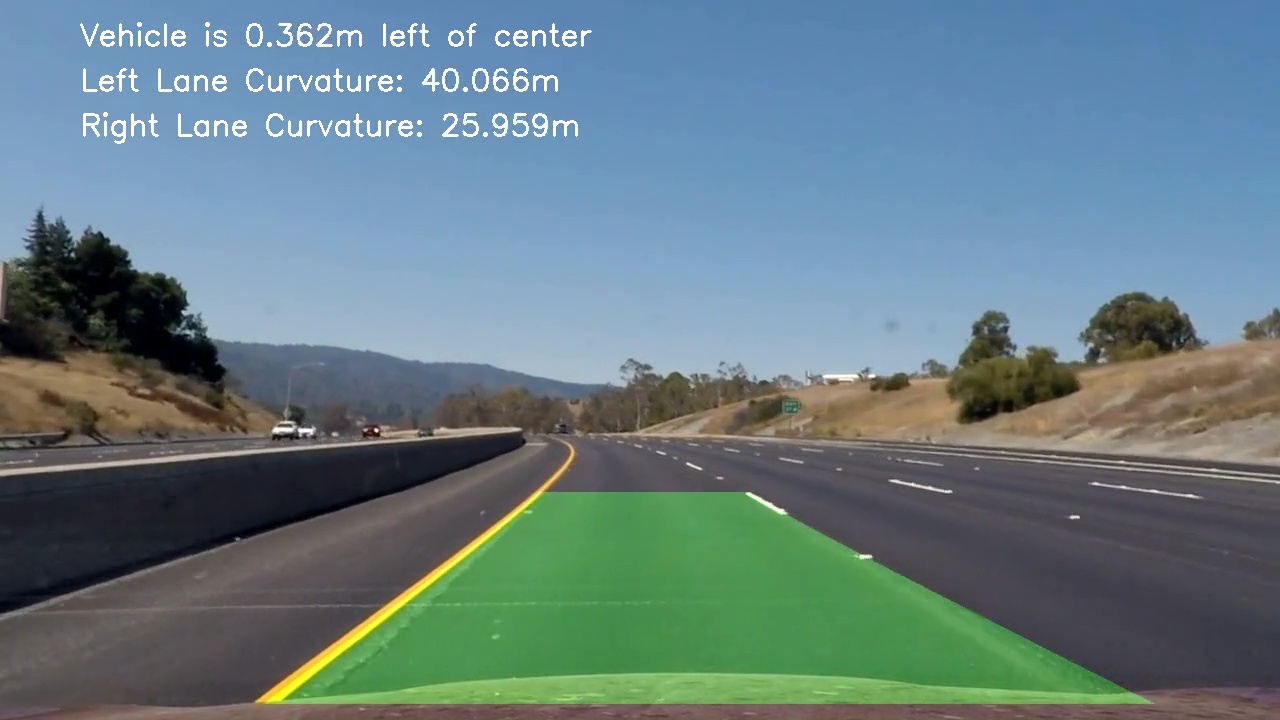 Vehicle is 0.362m left of center
Left Lane Curvature: 40.066m
Right Lane Curvature: 25.959m